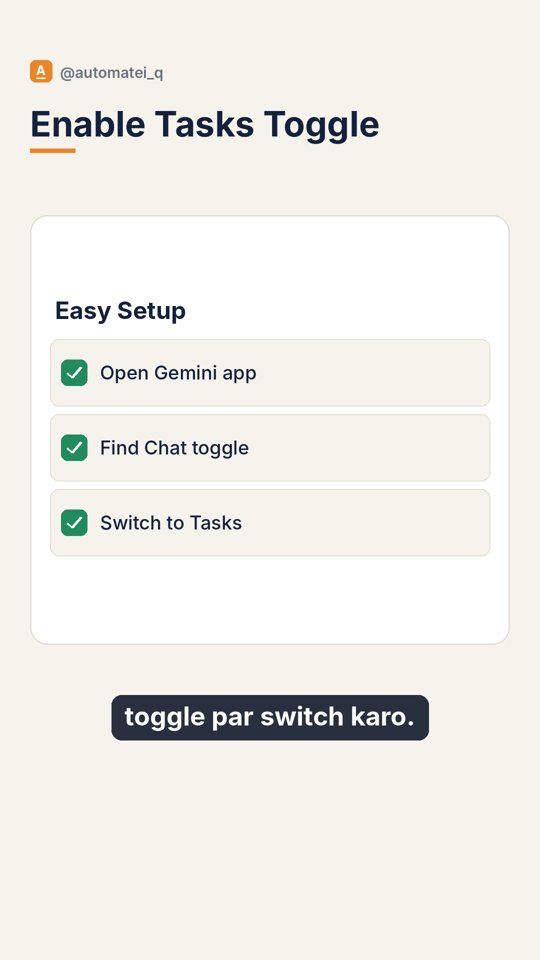 A
@automatei_q
Enable Tasks Toggle
Easy Setup
Open Gemini app
Find Chat toggle
Switch to Tasks
toggle par switch karo.